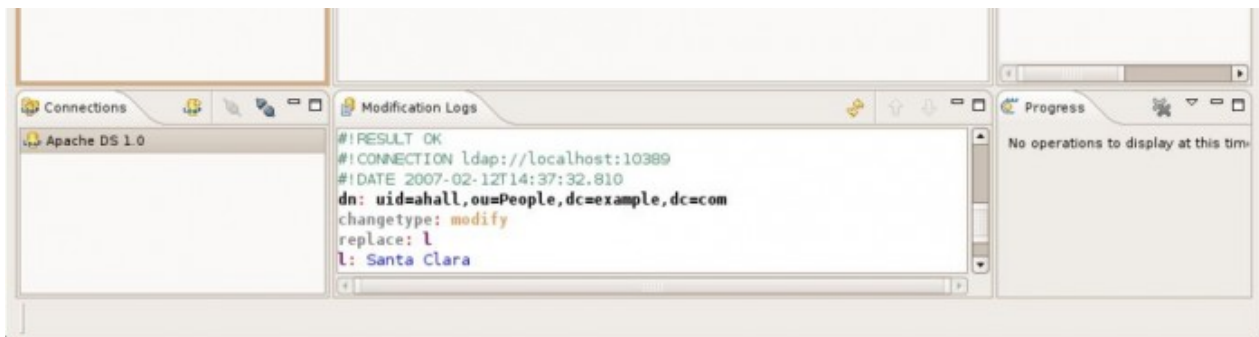 Connections
Apache DS 1.0
Modification Logs
#!RESULT OK
#!CONNECTION ldap://localhost:10389
#!DATE 2007-02-12T14:37:32.810
dn: uid=ahall,ou=People,dc=example,dc=com
changetype: modify
replace: l
l: Santa Clara
Progress
No operations to display at this tim